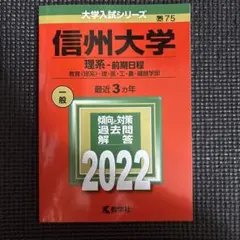 大学入試シリーズ
75
信州大学
理系-前期日程
教育〈理系〉・理・医・工・農・繊維学部
一般
最近3カ年
傾向と対策
過去問
解答
2022
教学社